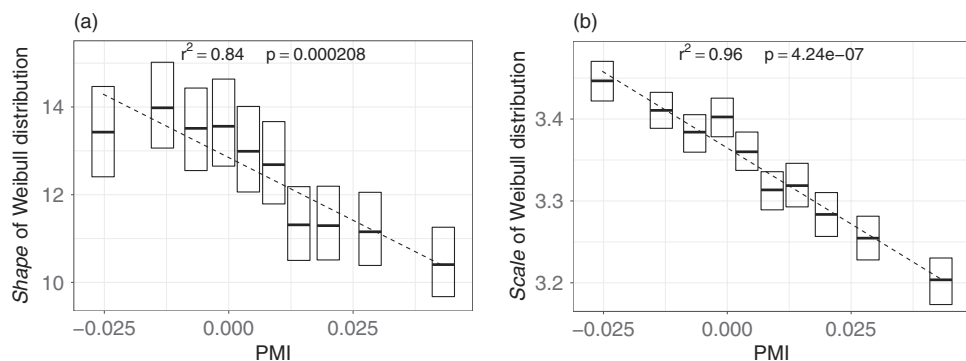 (a)
r² = 0.84 p = 0.000208
Shape of Weibull distribution
14
12
10
−0.025 0.000 0.025
PMI
(b)
r² = 0.96 p = 4.24e−07
Scale of Weibull distribution
3.4
3.3
3.2
−0.025 0.000 0.025
PMI